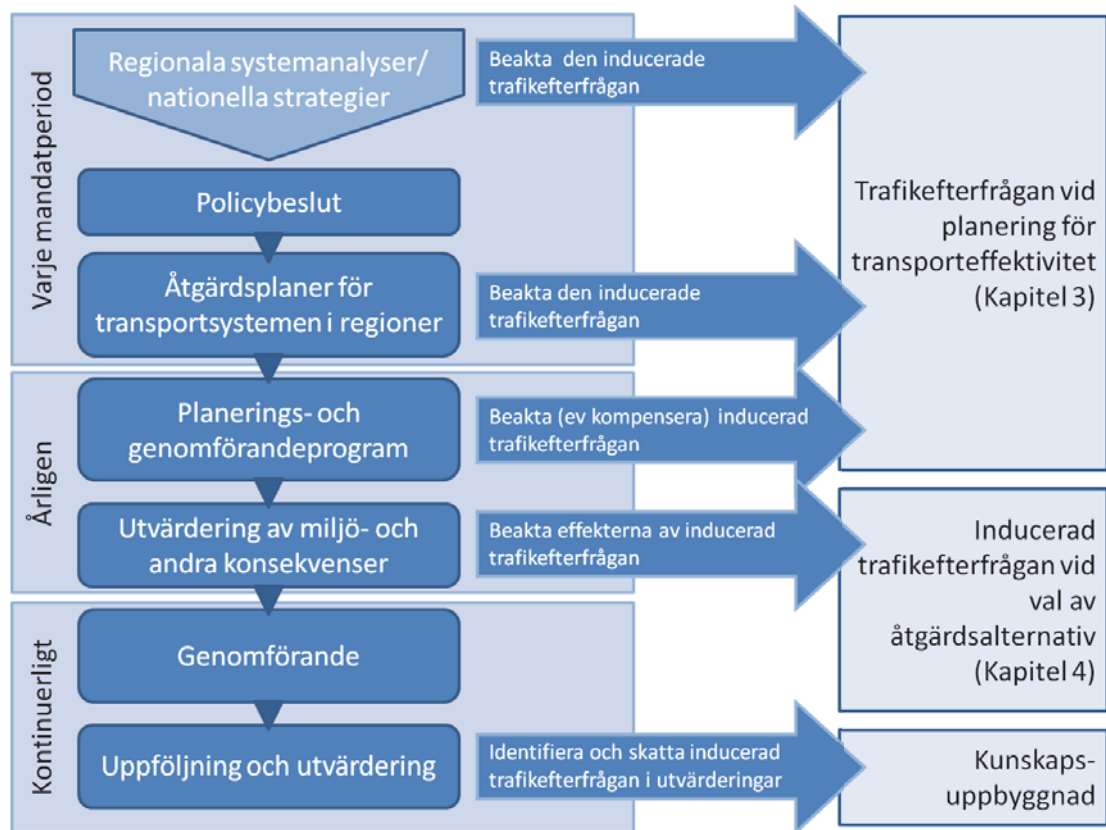 Varje mandatperiod
Regionala systemanalyser/
nationella strategier
Beakta den inducerade
trafikefterfrågan
Policybeslut
Åtgärdsplaner för
transportsystemen i regioner
Beakta den inducerade
trafikefterfrågan
Trafikefterfrågan vid
planering för
transporteffektivitet
(Kapitel 3)
Årligen
Planerings- och
genomförandeprogram
Beakta (ev kompensera) inducerad
trafikefterfrågan
Utvärdering av miljö- och
andra konsekvenser
Beakta effekterna av inducerad
trafikefterfrågan
Inducerad
trafikefterfrågan vid
val av
åtgärdsalternativ
(Kapitel 4)
Kontinuerligt
Genomförande
Uppföljning och utvärdering
Identifiera och skatta inducerad
trafikefterfrågan i utvärderingar
Kunskaps-
uppbyggnad